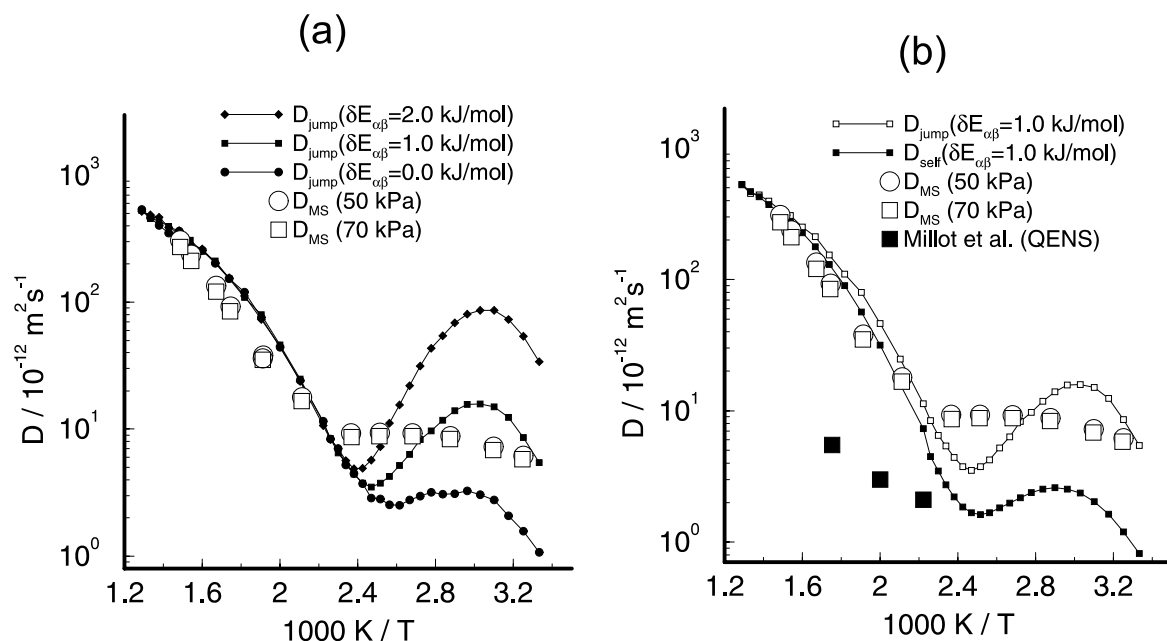 (a)
D_jump(δE_αβ=2.0 kJ/mol)
D_jump(δE_αβ=1.0 kJ/mol)
D_jump(δE_αβ=0.0 kJ/mol)
D_MS (50 kPa)
D_MS (70 kPa)
10^3
10^2
10^1
10^0
D / 10^-12 m^2s^-1
1.2 1.6 2 2.4 2.8 3.2
1000 K / T
(b)
D_jump(δE_αβ=1.0 kJ/mol)
D_self(δE_αβ=1.0 kJ/mol)
D_MS (50 kPa)
D_MS (70 kPa)
Millot et al. (QENS)
10^3
10^2
10^1
10^0
D / 10^-12 m^2s^-1
1.2 1.6 2 2.4 2.8 3.2
1000 K / T